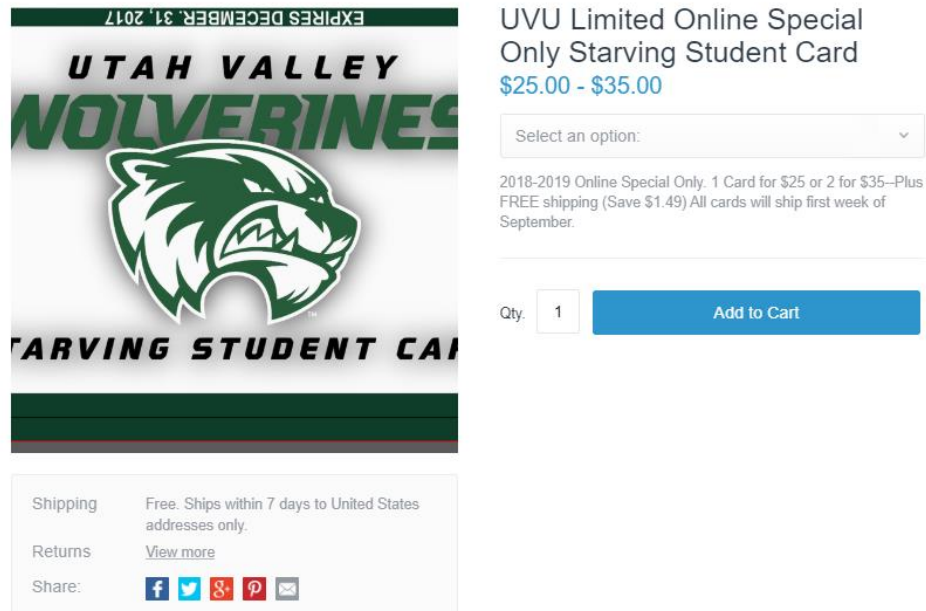 EXPIRES DECEMBER. 31, 2017
UTAH VALLEY
WOLVERINES
TARVING STUDENT CAR
™
Shipping
Free. Ships within 7 days to United States
addresses only.
Returns
View more
Share:
UVU Limited Online Special
Only Starving Student Card
$25.00 - $35.00
Select an option:
2018-2019 Online Special Only. 1 Card for $25 or 2 for $35--Plus
FREE shipping (Save $1.49) All cards will ship first week of
September.
Qty.
1
Add to Cart